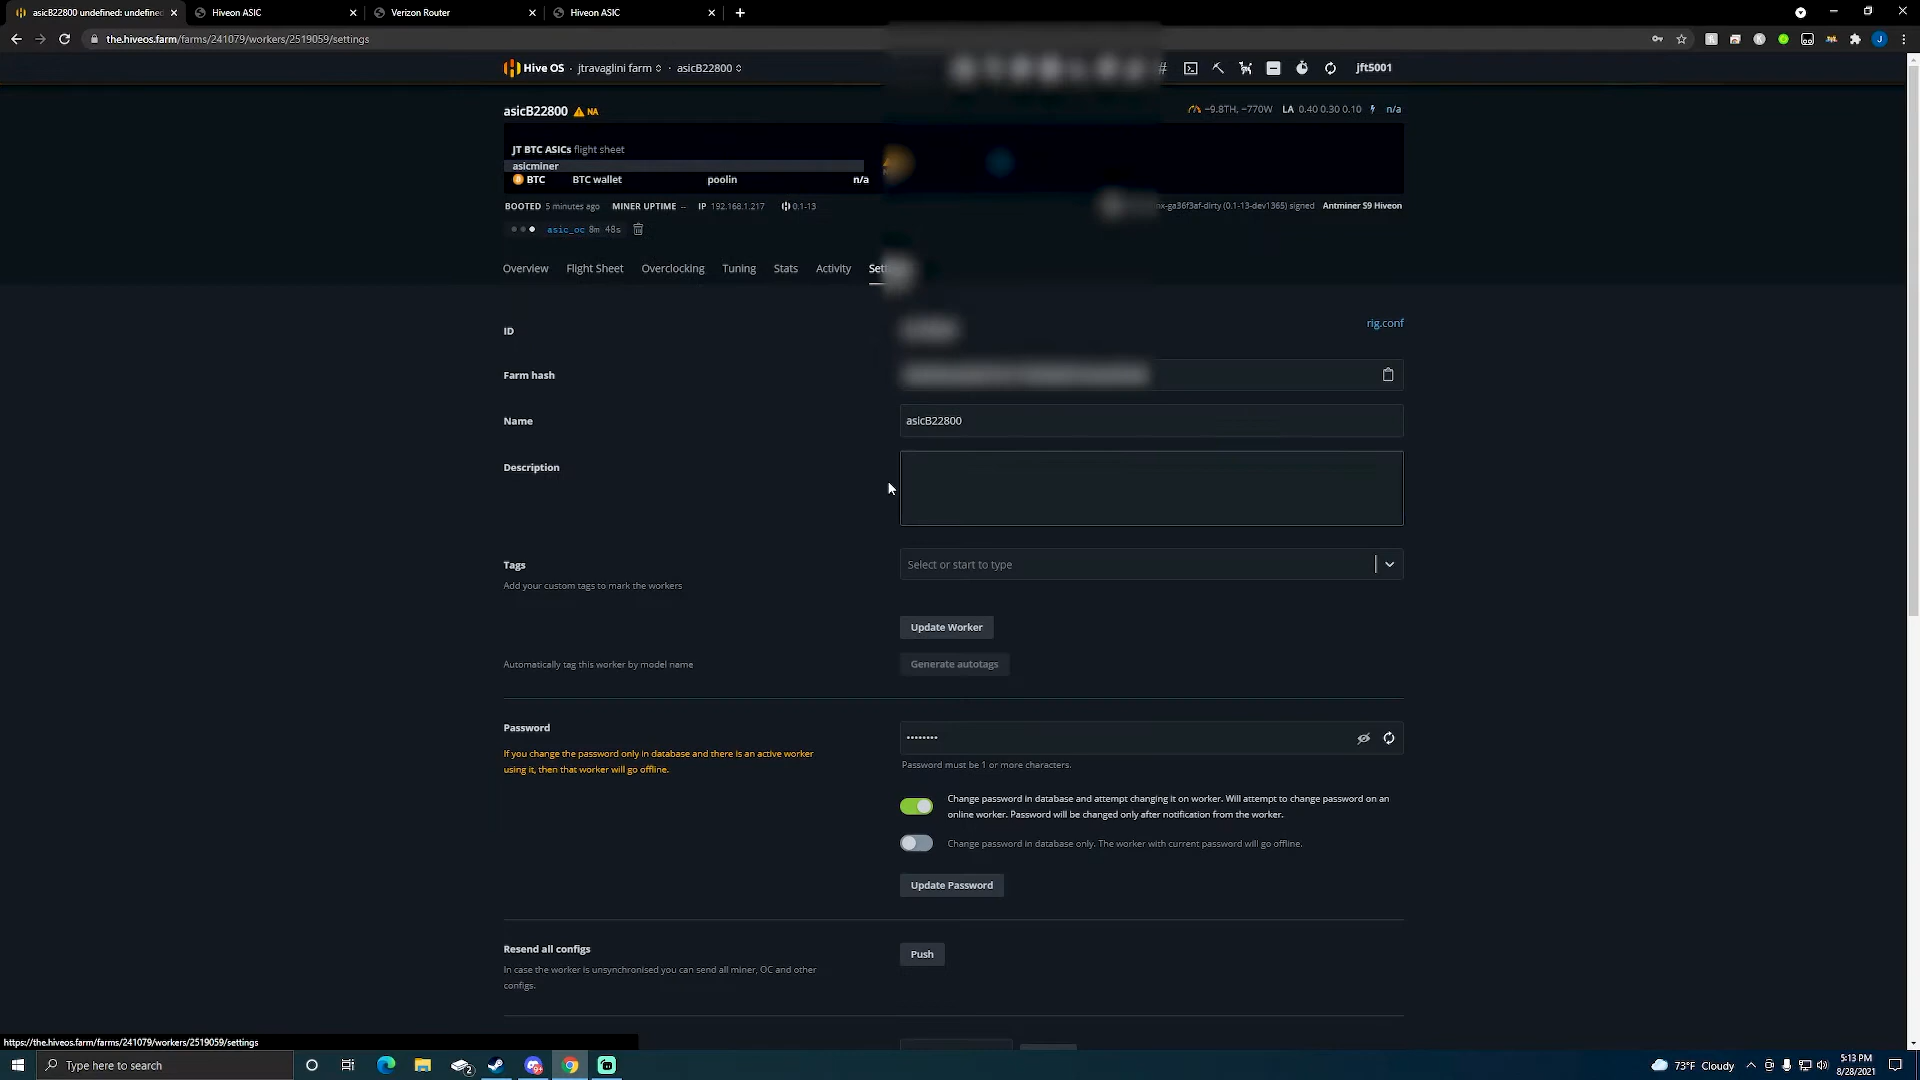 asicB22800 undefined: undefined
Hiveon ASIC
Verizon Router
Hiveon ASIC
the.hiveos.farm/farms/241079/workers/2519059/settings
Hive OS · jtravaglini farm · asicB22800
jft5001
asicB22800 NA
~9.8TH, ~770W LA 0.40 0.30 0.10 n/a
JT BTC ASICs flight sheet
asicminer
BTC BTC wallet poolin n/a
BOOTED 5 minutes ago MINER UPTIME -- IP 192.168.1.217 0.1-13
nx-ga36f3af-dirty (0.1-13-dev1365) signed Antminer S9 Hiveon
asic_oc 8m 48s
Overview Flight Sheet Overclocking Tuning Stats Activity
ID
rig.conf
Farm hash
Name
asicB22800
Description
Tags
Select or start to type
Add your custom tags to mark the workers
Update Worker
Automatically tag this worker by model name
Generate autotags
Password
••••••••
If you change the password only in database and there is an active worker
using it, then that worker will go offline.
Password must be 1 or more characters.
Change password in database and attempt changing it on worker. Will attempt to change password on an
online worker. Password will be changed only after notification from the worker.
Change password in database only. The worker with current password will go offline.
Update Password
Resend all configs
Push
In case the worker is unsynchronised you can send all miner, OC and other
configs.
https://the.hiveos.farm/farms/241079/workers/2519059/settings
Type here to search
73°F Cloudy
5:13 PM
8/28/2021